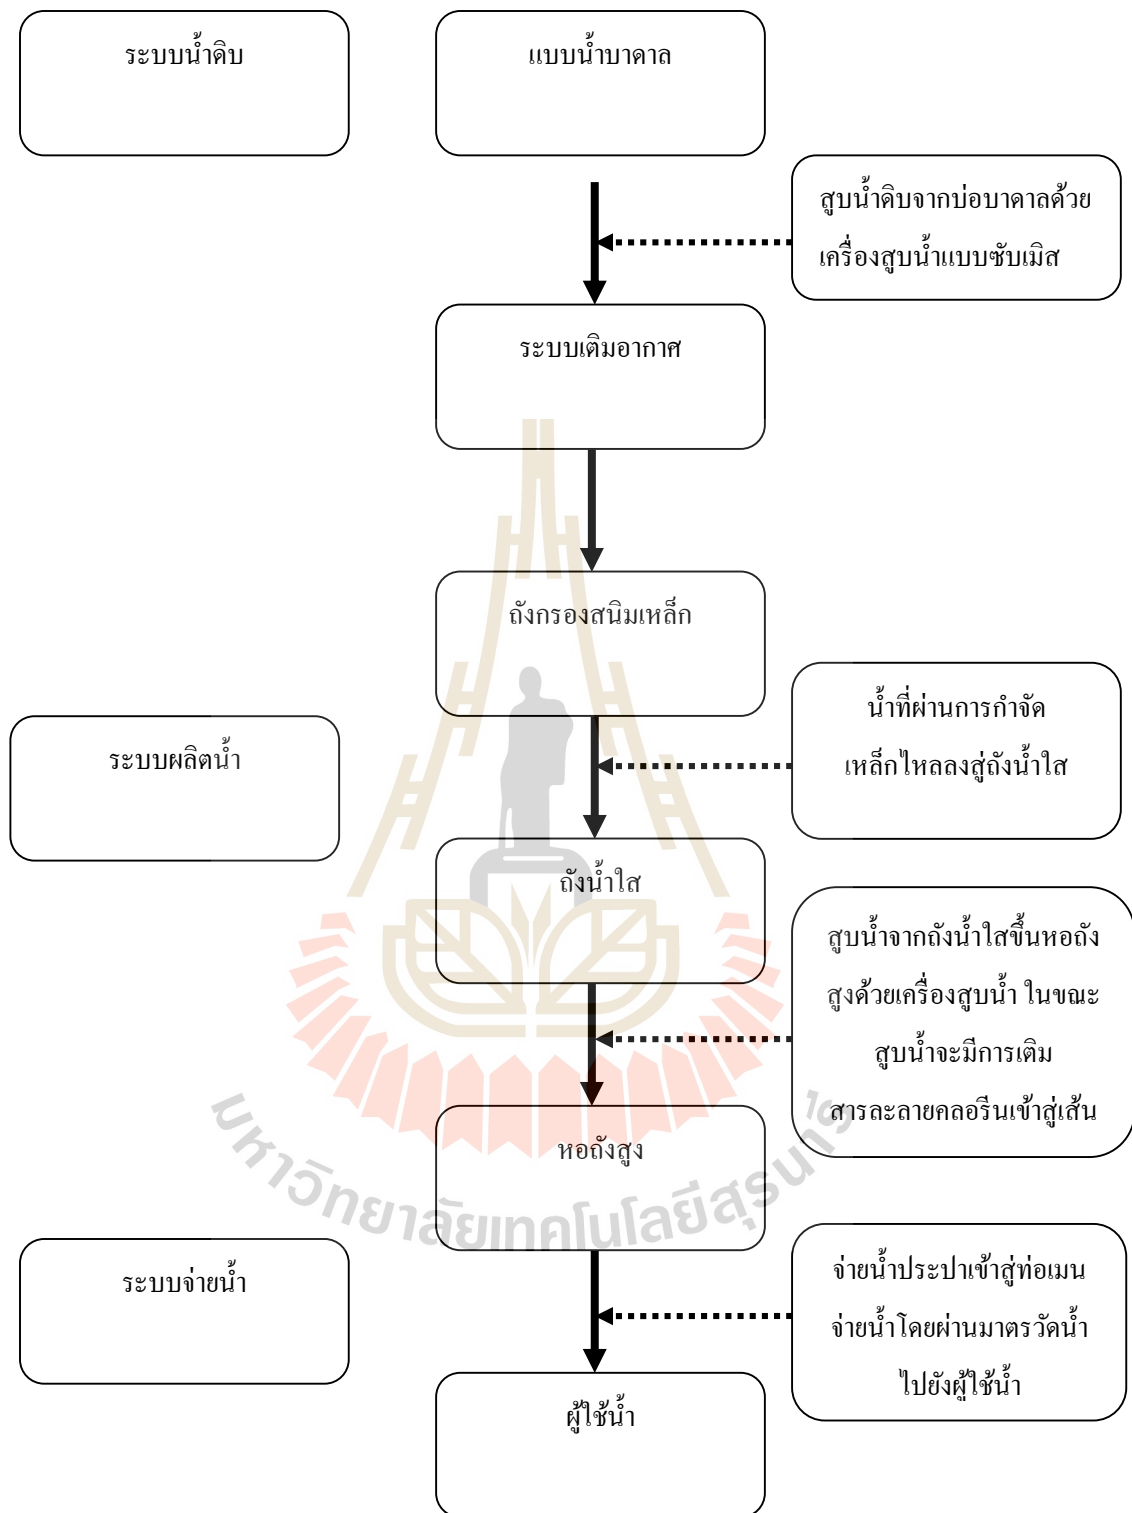 ระบบน้ำดิบ
แบบน้ำบาดาล
สูบน้ำดิบจากบ่อบาดาลด้วย
เครื่องสูบน้ำแบบซับเมิส
ระบบเติมอากาศ
ถังกรองสนิมเหล็ก
น้ำที่ผ่านการกำจัด
เหล็กไหลลงสู่ถังน้ำใส
ระบบผลิตน้ำ
ถังน้ำใส
สูบน้ำจากถังน้ำใสขึ้นหอถัง
สูงด้วยเครื่องสูบน้ำ ในขณะ
สูบน้ำจะมีการเติม
สารละลายคลอรีนเข้าสู่เส้น
หอถังสูง
มหาวิทยาลัยเทคโนโลยีสุรนารี
ระบบจ่ายน้ำ
จ่ายน้ำประปาเข้าสู่ท่อเมน
จ่ายน้ำโดยผ่านมาตรวัดน้ำ
ไปยังผู้ใช้น้ำ
ผู้ใช้น้ำ